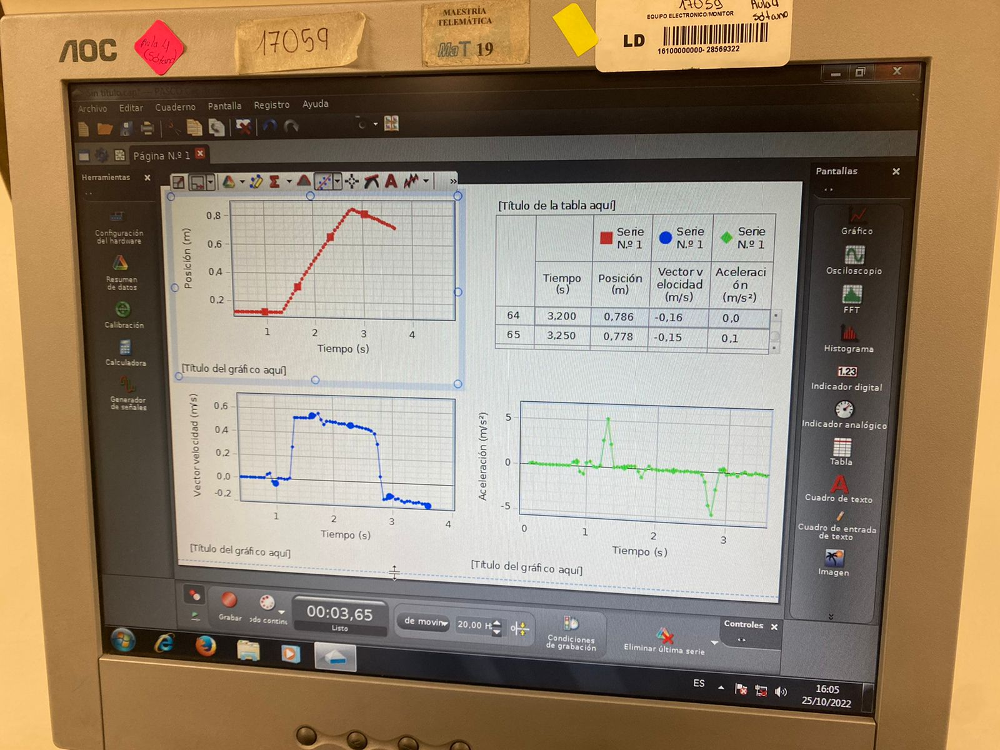 AOC
Aula 4
(Sótano)
17059
MAESTRÍA
TELEMÁTICA
MaT 19
17059
Aula 4
Sótano
EQUIPO ELECTRONICO/MONITOR
LD
16100000000- 28569322
Sin título.cap* — PASCO
Archivo Editar Cuaderno Pantalla Registro Ayuda
Página N.º 1
Herramientas
Configuración
del hardware
Resumen
de datos
Calibración
Calculadora
Generador
de señales
Posición (m)
0,8
0,6
0,4
0,2
1 2 3 4
Tiempo (s)
[Título del gráfico aquí]
[Título de la tabla aquí]
Serie
N.º 1
Serie
N.º 1
Serie
N.º 1
Tiempo
(s)
Posición
(m)
Vector v
elocidad
(m/s)
Aceleraci
ón
(m/s²)
64 3,200 0,786 -0,16 0,0
65 3,250 0,778 -0,15 0,1
Vector velocidad (m/s)
0,6
0,4
0,2
0,0
-0,2
1 2 3 4
Tiempo (s)
[Título del gráfico aquí]
Aceleración (m/s²)
5
0
-5
0 1 2 3
Tiempo (s)
[Título del gráfico aquí]
Pantallas
Gráfico
Osciloscopio
FFT
Histograma
1.23
Indicador digital
Indicador analógico
Tabla
A
Cuadro de texto
Cuadro de entrada
de texto
Imagen
Grabar
do contin
00:03,65
Listo
de movin
20,00 H
Condiciones
de grabación
Eliminar última serie
Controles
ES
16:05
25/10/2022